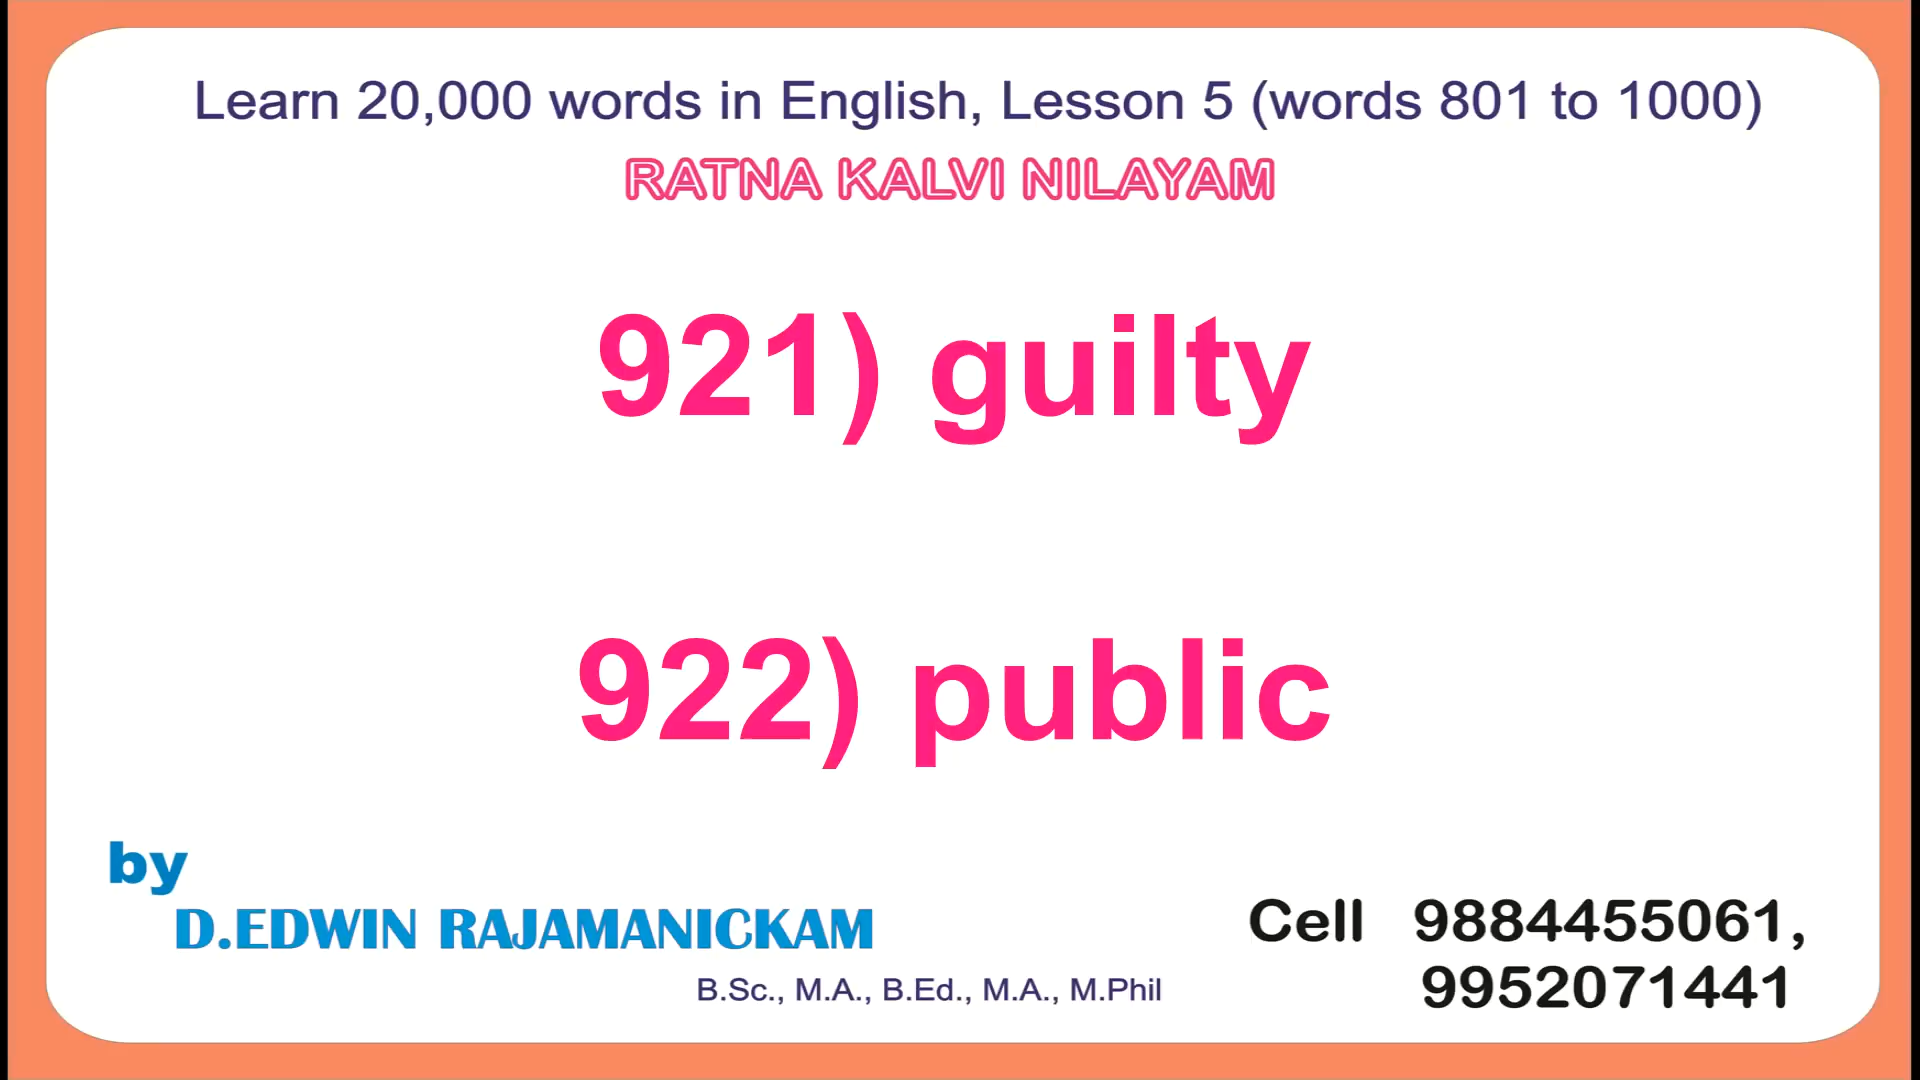 Learn 20,000 words in English, Lesson 5 (words 801 to 1000)
RATNA KALVI NILAYAM
921) guilty
922) public
by
D.EDWIN RAJAMANICKAM
B.Sc., M.A., B.Ed., M.A., M.Phil
Cell 9884455061,
9952071441